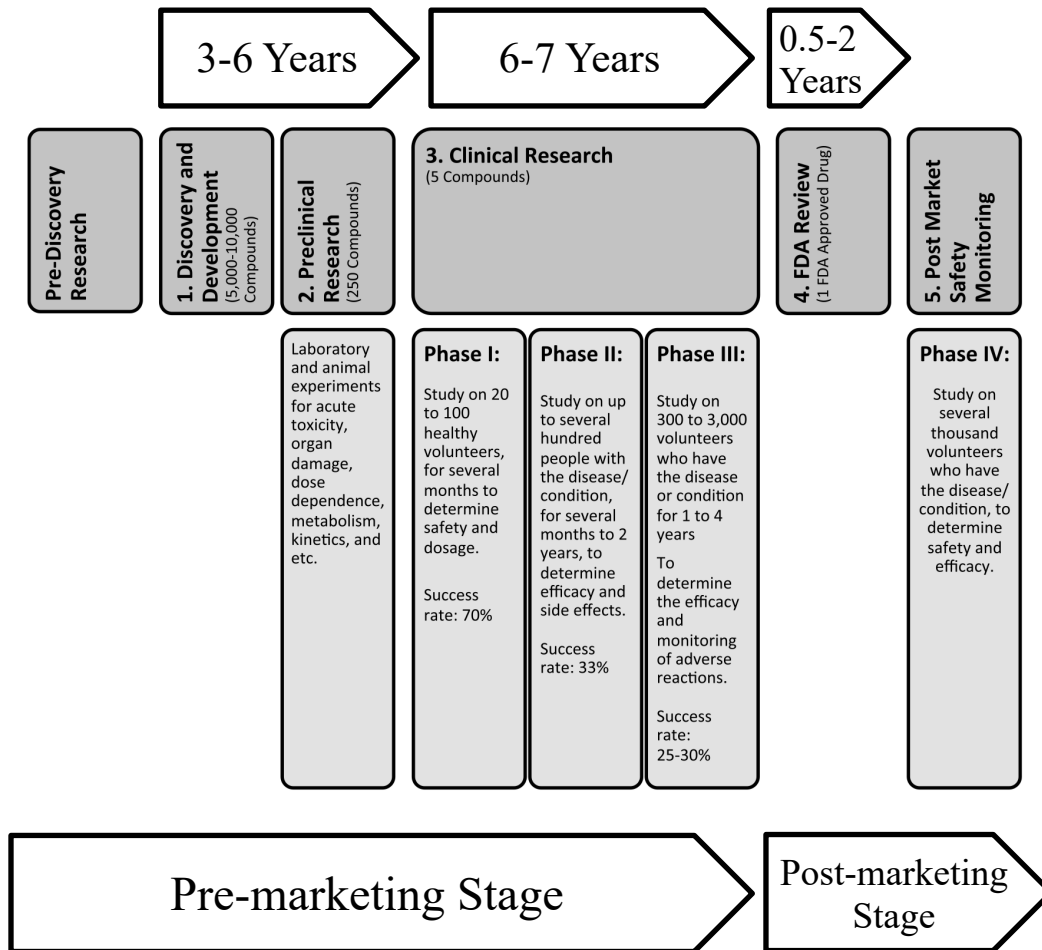 3-6 Years
6-7 Years
0.5-2
Years
Pre-Discovery
Research
1. Discovery and
Development
(5,000-10,000
Compounds)
2. Preclinical
Research
(250 Compounds)
3. Clinical Research
(5 Compounds)
4. FDA Review
(1 FDA Approved Drug)
5. Post Market
Safety
Monitoring
Laboratory
and animal
experiments
for acute
toxicity,
organ
damage,
dose
dependence,
metabolism,
kinetics, and
etc.
Phase I:
Study on 20
to 100
healthy
volunteers,
for several
months to
determine
safety and
dosage.
Success
rate: 70%
Phase II:
Study on up
to several
hundred
people with
the disease/
condition,
for several
months to 2
years, to
determine
efficacy and
side effects.
Success
rate: 33%
Phase III:
Study on
300 to 3,000
volunteers
who have
the disease
or condition
for 1 to 4
years
To
determine
the efficacy
and
monitoring
of adverse
reactions.
Success
rate:
25-30%
Phase IV:
Study on
several
thousand
volunteers
who have
the disease/
condition, to
determine
safety and
efficacy.
Pre-marketing Stage
Post-marketing
Stage